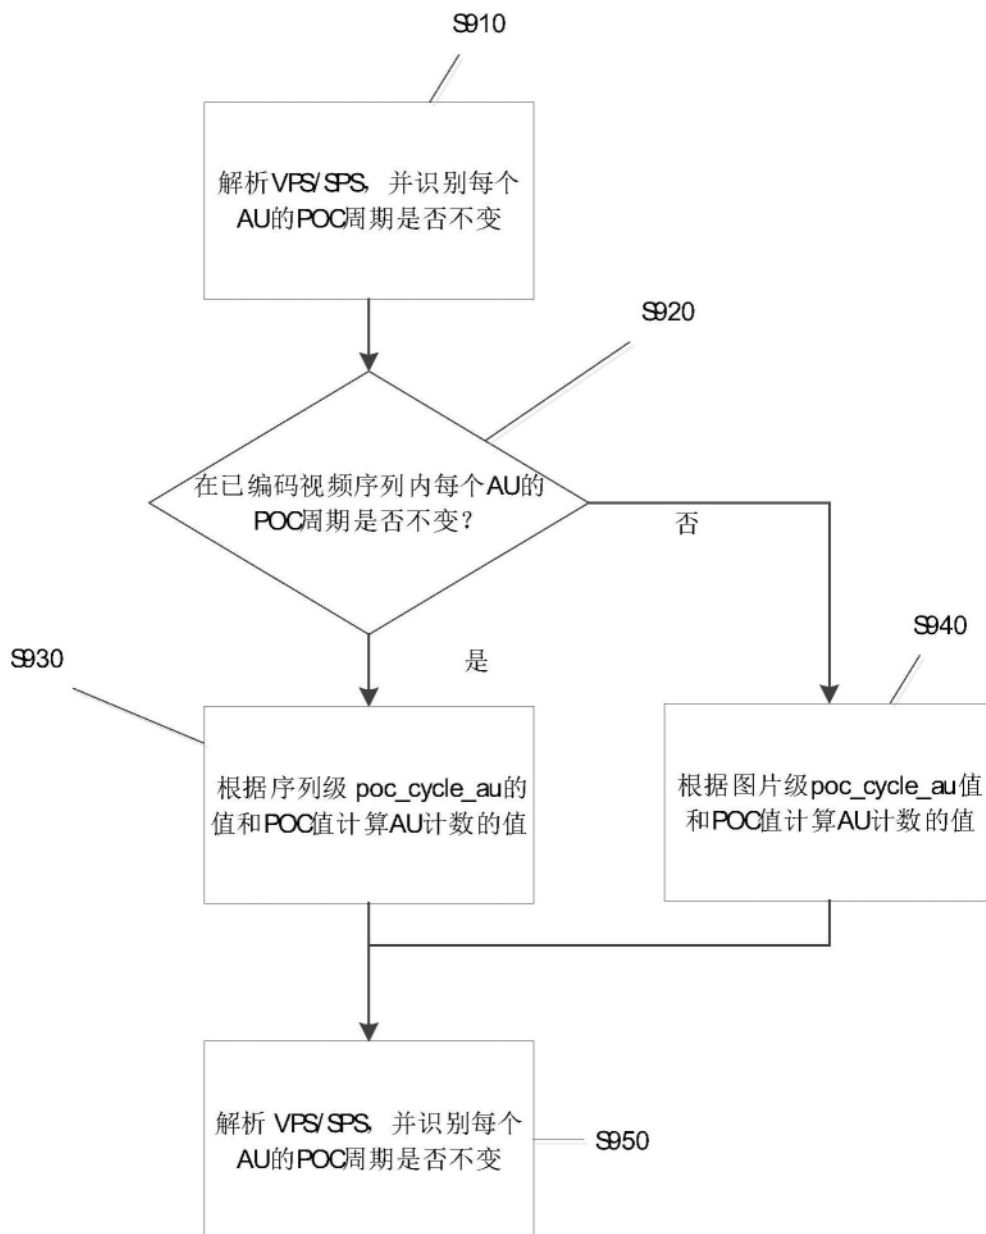 S910
解析VPS/SPS，并识别每个
AU的POC周期是否不变
S920
在已编码视频序列内每个AU的
POC周期是否不变？
否
S940
是
S930
根据序列级 poc_cycle_au的
值和POC值计算AU计数的值
根据图片级poc_cycle_au值
和POC值计算AU计数的值
解析 VPS/SPS，并识别每个
AU的POC周期是否不变
S950